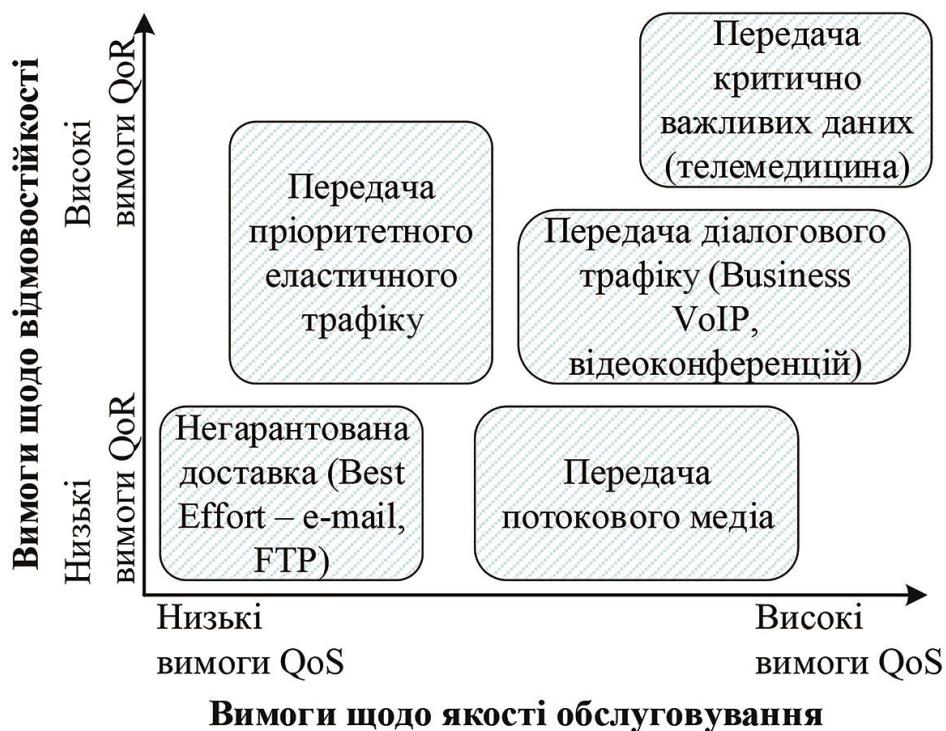 Вимоги щодо відмовостійкості
Високі
вимоги QoR
Низькі
вимоги QoR
Передача
критично
важливих даних
(телемедицина)
Передача
пріоритетного
еластичного
трафіку
Передача діалогового
трафіку (Business
VoIP,
відеоконференцій)
Негарантована
доставка (Best
Effort – e-mail,
FTP)
Передача
потокового медіа
Низькі
вимоги QoS
Високі
вимоги QoS
Вимоги щодо якості обслуговування